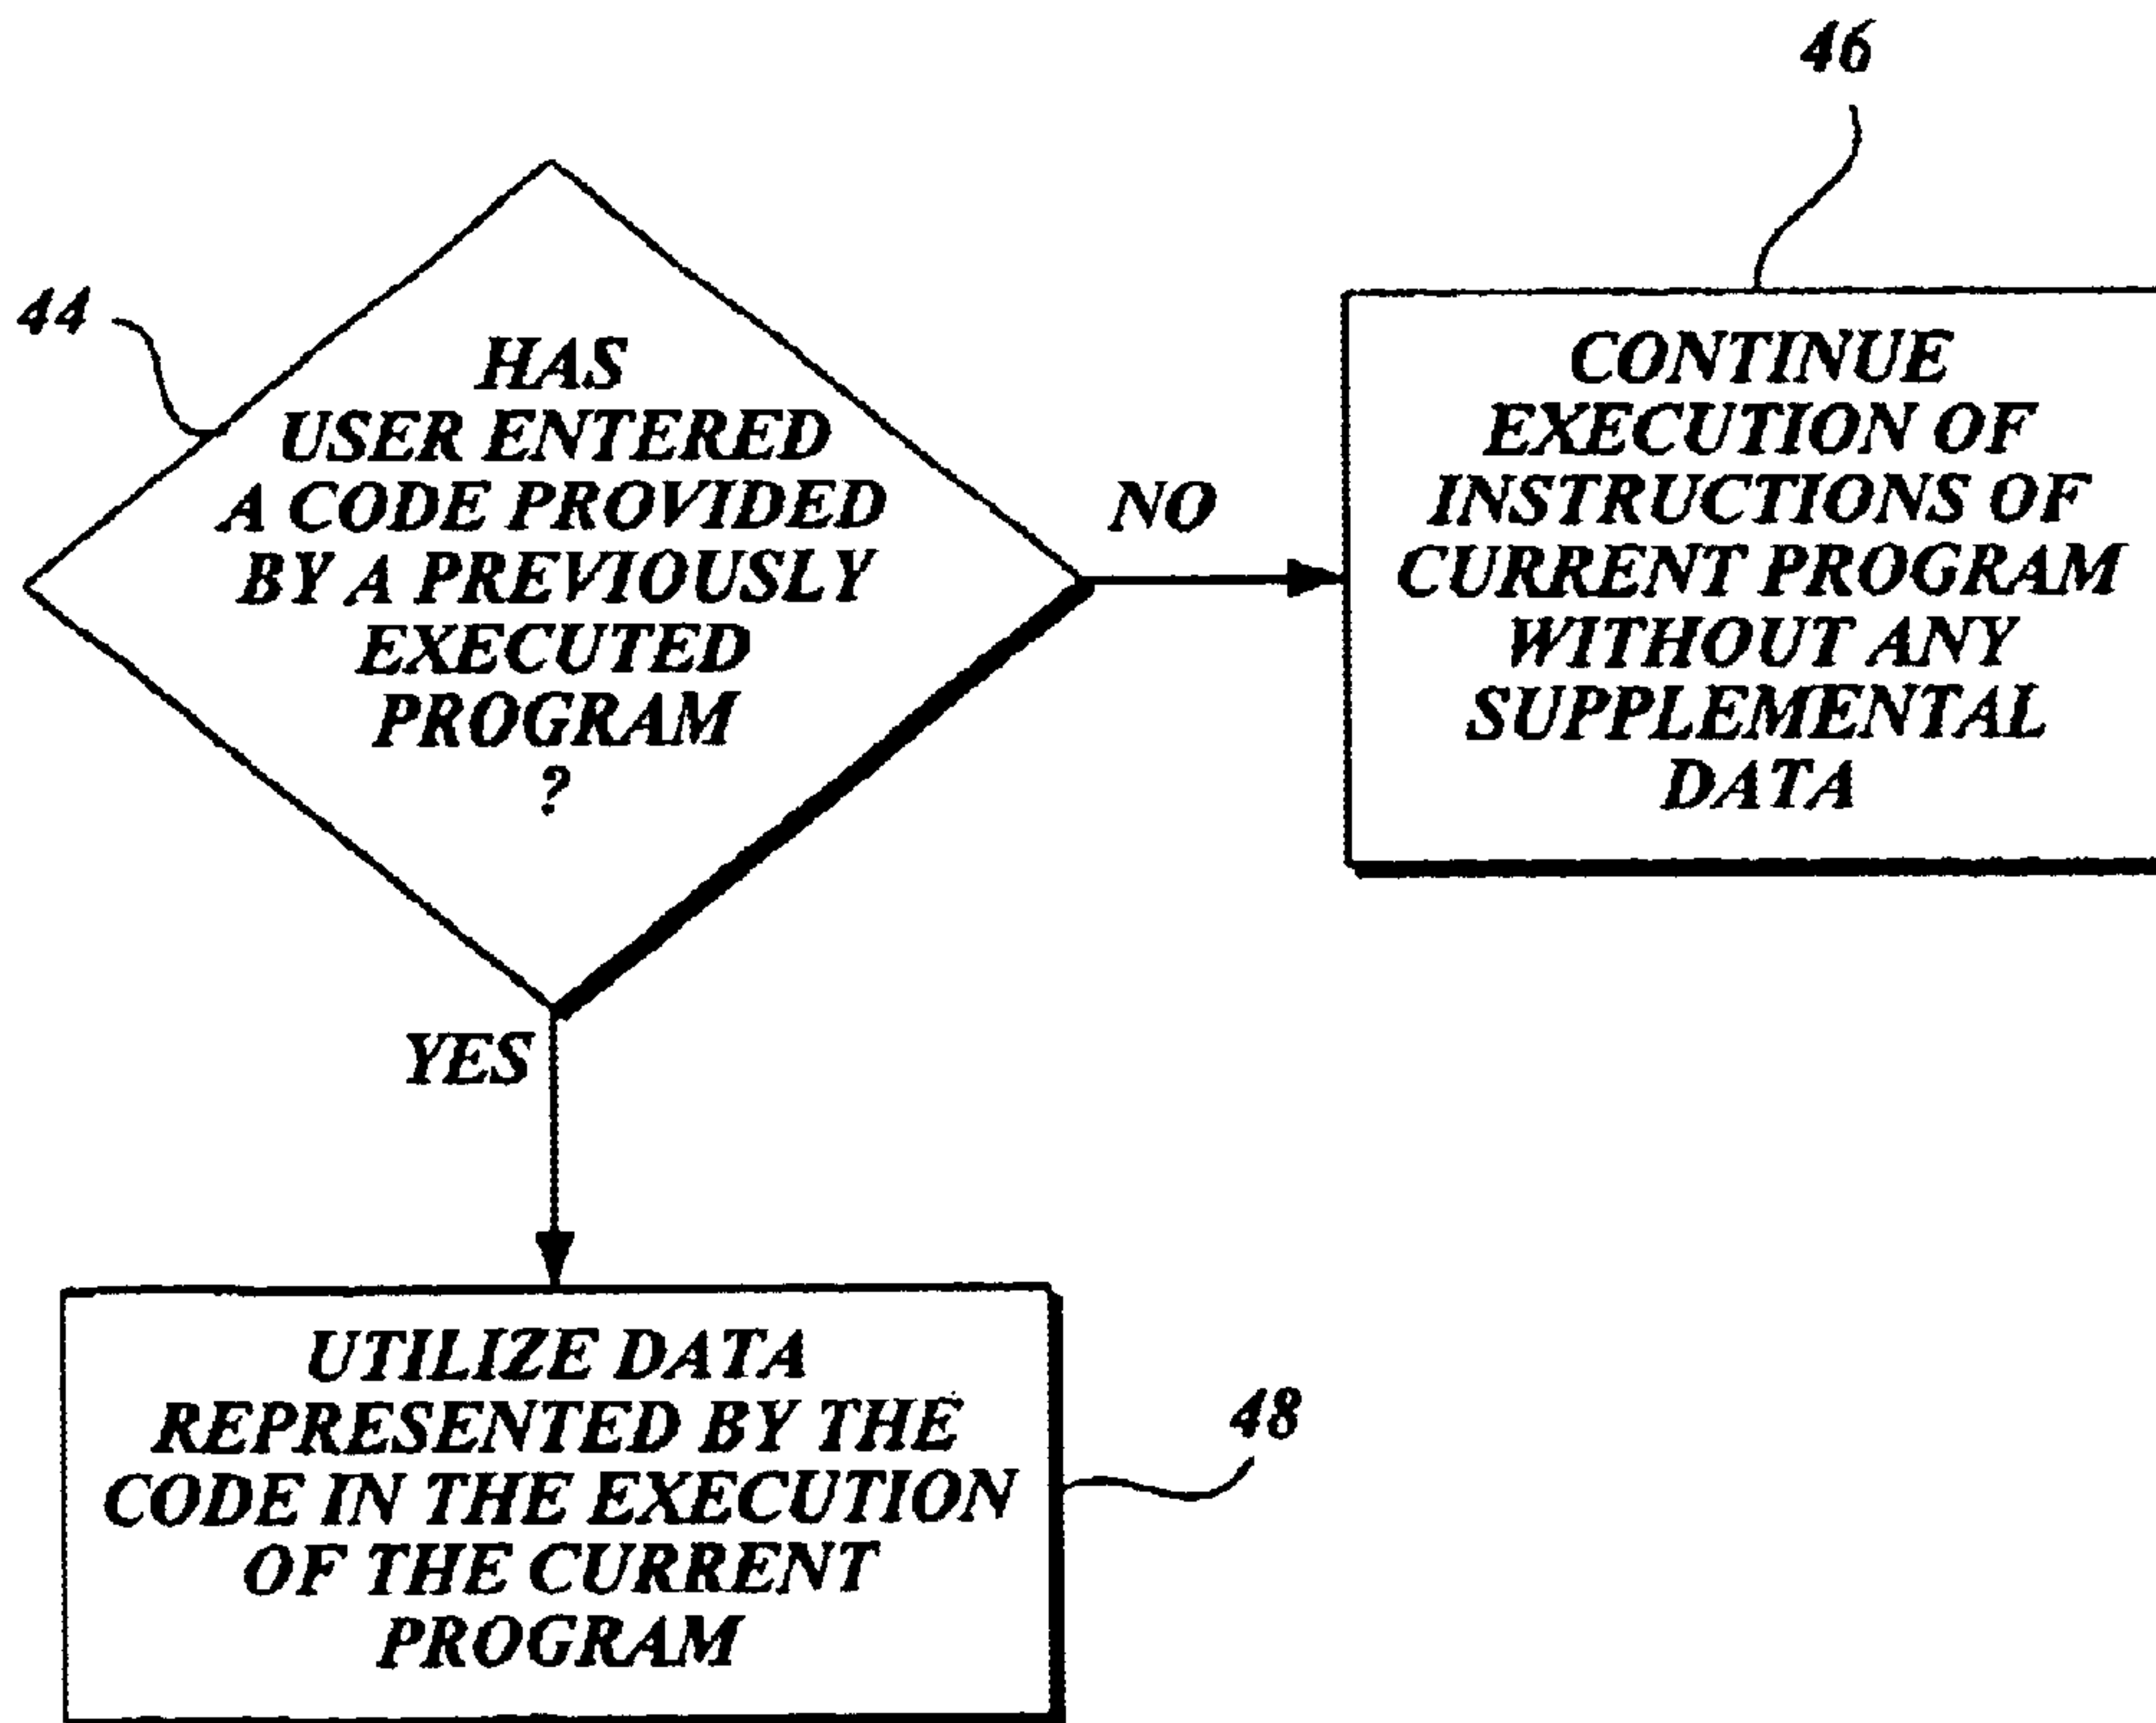 46
44
HAS
USER ENTERED
A CODE PROVIDED
BY A PREVIOUSLY
EXECUTED
PROGRAM
?
NO
CONTINUE
EXECUTION OF
INSTRUCTIONS OF
CURRENT PROGRAM
WITHOUT ANY
SUPPLEMENTAL
DATA
YES
UTILIZE DATA
REPRESENTED BY THE
CODE IN THE EXECUTION
OF THE CURRENT
PROGRAM
48